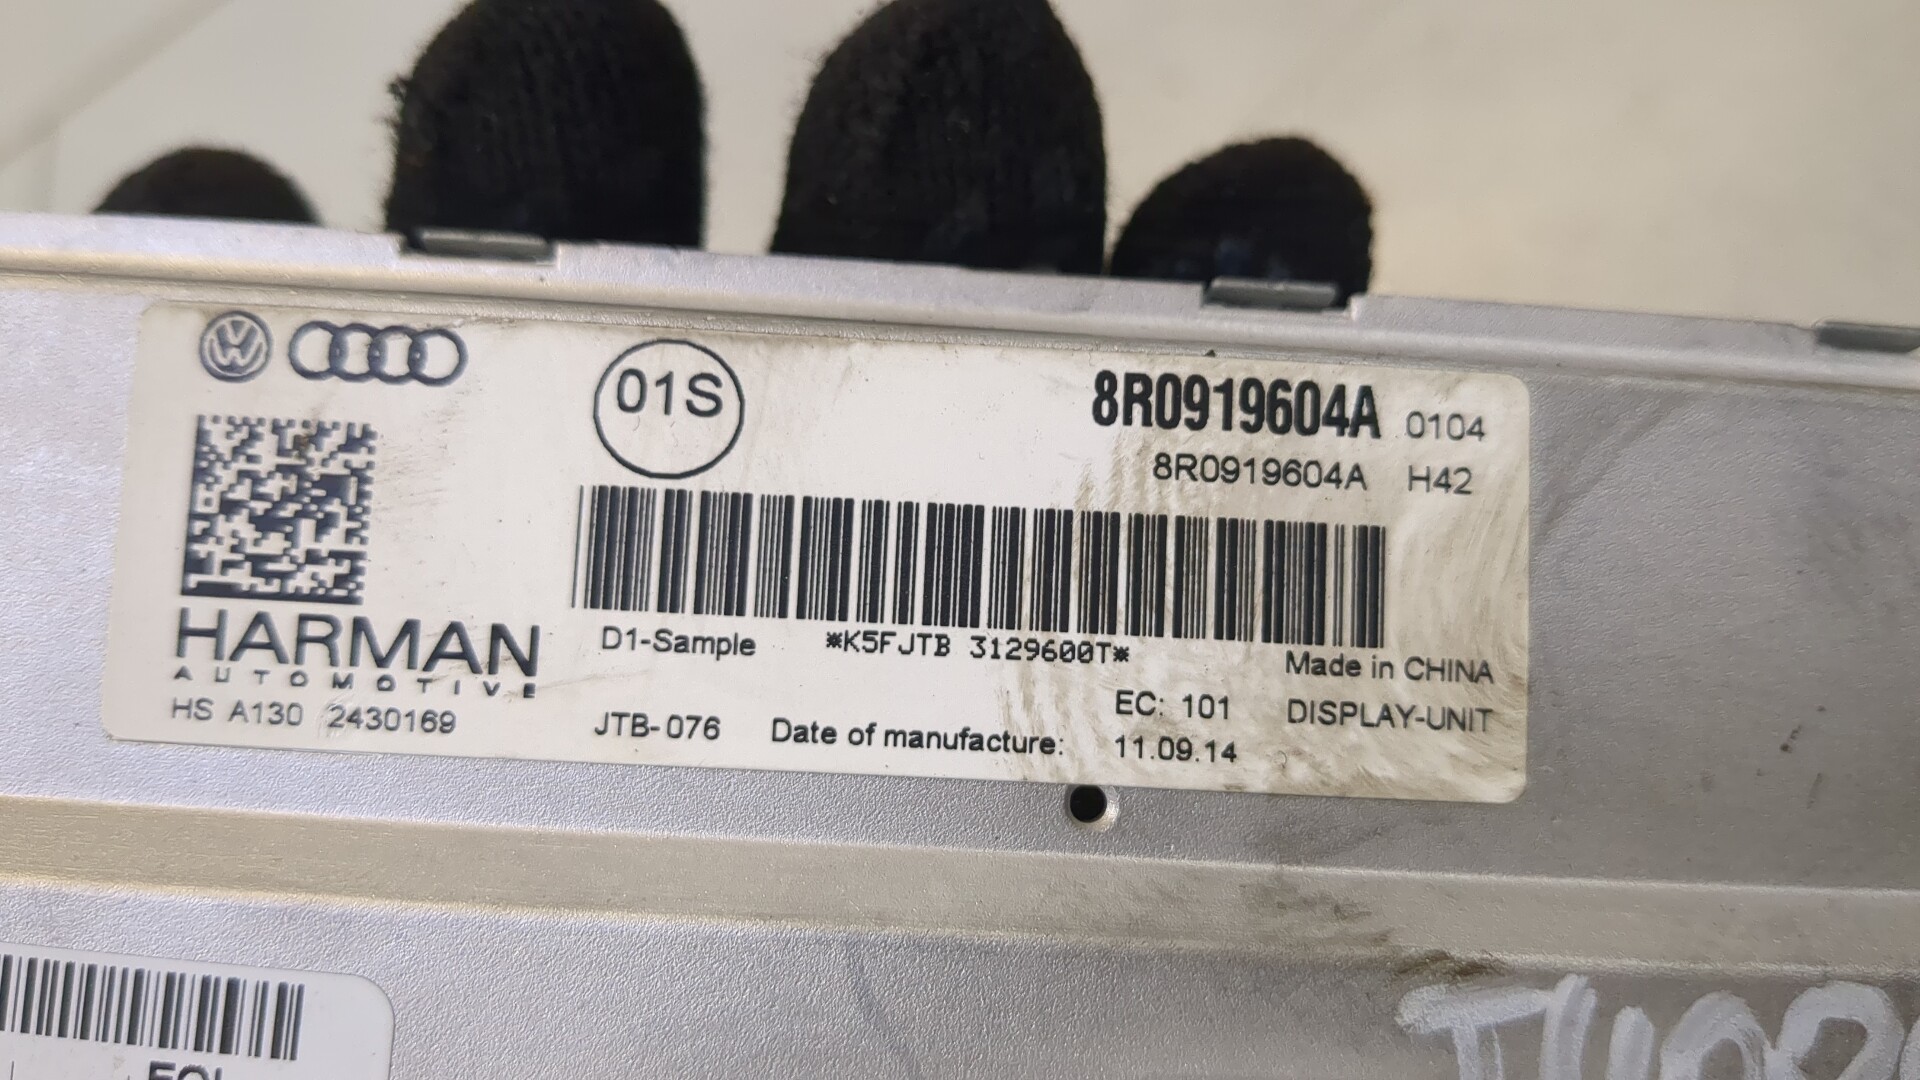 01S
8R0919604A 0104
8R0919604A H42
HARMAN
AUTOMOTIVE
D1-Sample *K5FJTB 3129600T*
Made in CHINA
HS A130 2430169
JTB-076
EC: 101 DISPLAY-UNIT
Date of manufacture: 11.09.14